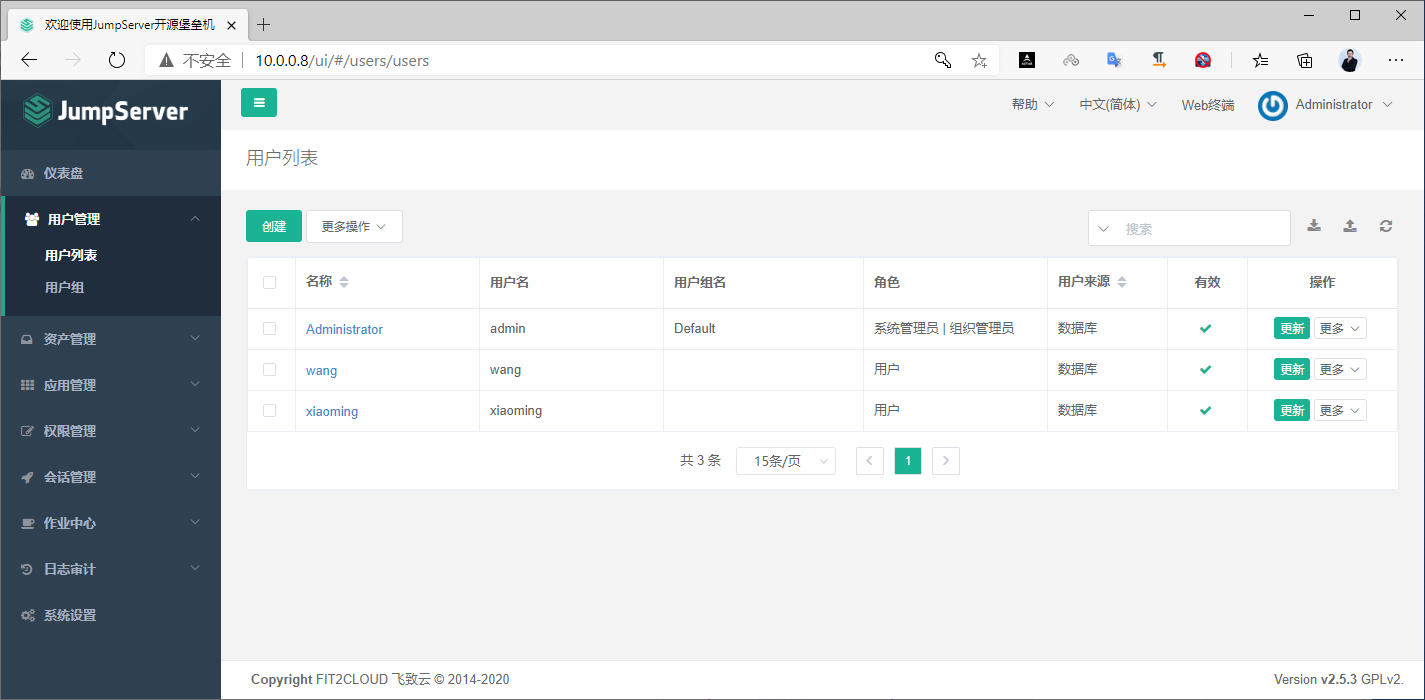 欢迎使用JumpServer开源堡垒机
不安全 | 10.0.0.8/ui/#/users/users
JumpServer
帮助 中文(简体) Web终端 Administrator
仪表盘
用户管理
用户列表
用户组
资产管理
应用管理
权限管理
会话管理
作业中心
日志审计
系统设置
用户列表
创建 更多操作 搜索
名称 用户名 用户组名 角色 用户来源 有效 操作
Administrator admin Default 系统管理员 | 组织管理员 数据库 更新 更多
wang wang 用户 数据库 更新 更多
xiaoming xiaoming 用户 数据库 更新 更多
共 3 条 15条/页 1
Copyright FIT2CLOUD 飞致云 © 2014-2020 Version v2.5.3 GPLv2.